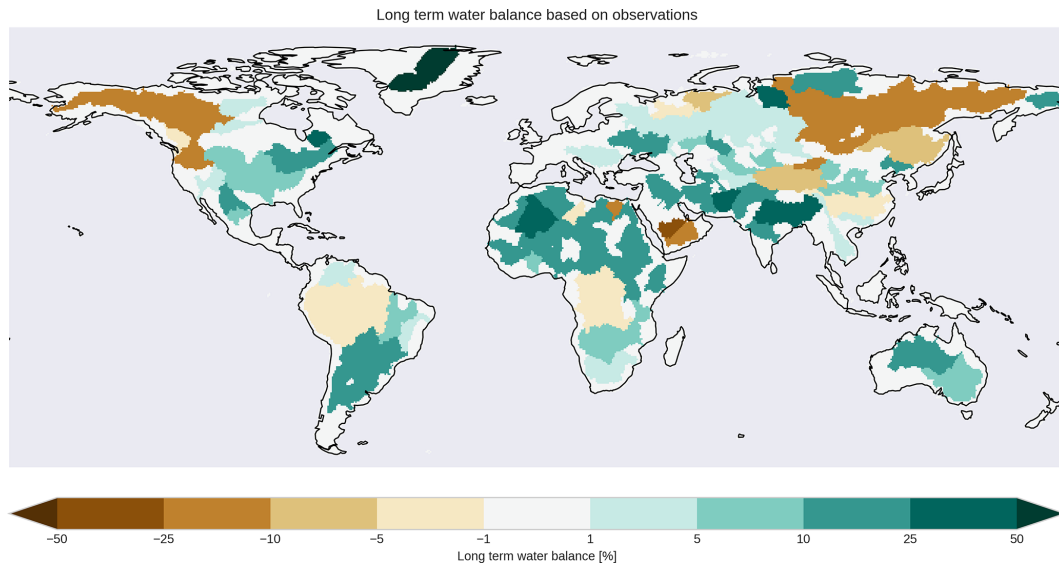 Long term water balance based on observations
−50 −25 −10 −5 −1 1 5 10 25 50
Long term water balance [%]